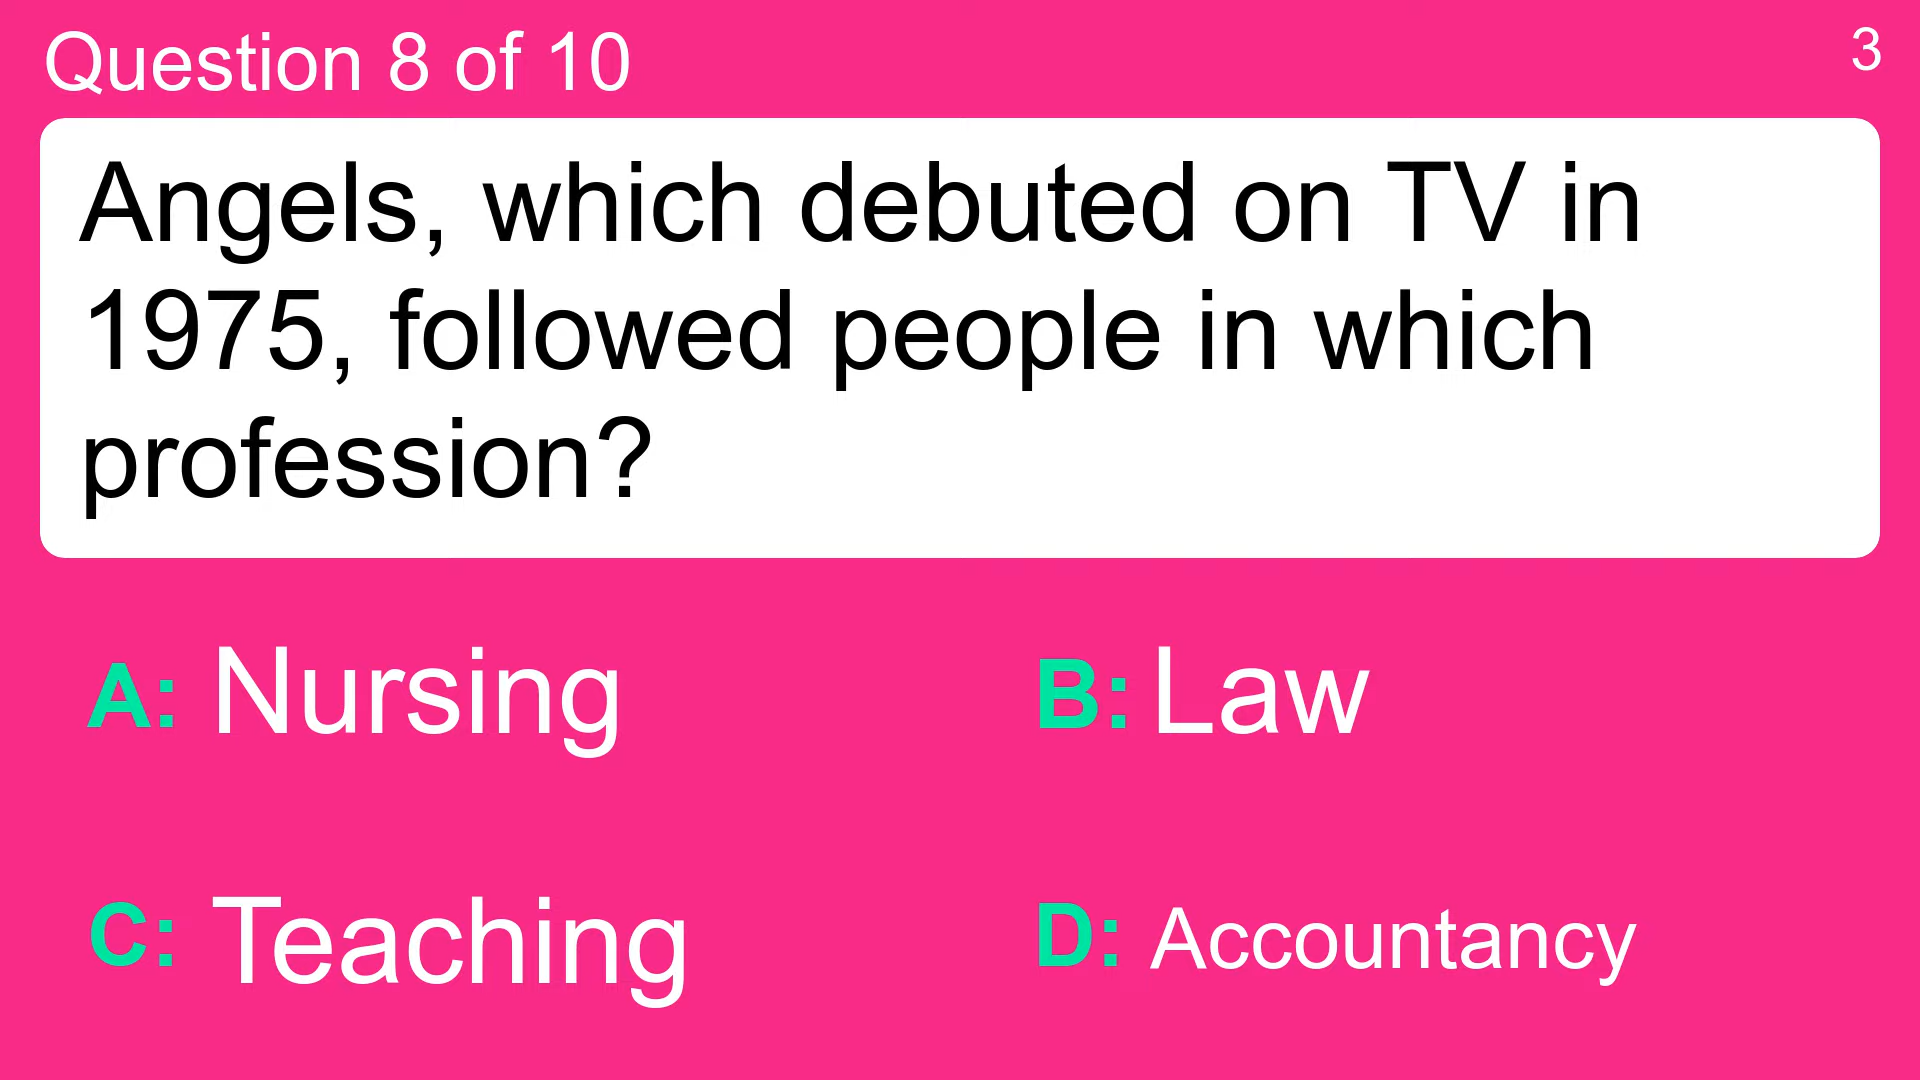 Question 8 of 10
3
Angels, which debuted on TV in
1975, followed people in which
profession?
A: Nursing
B: Law
C: Teaching
D: Accountancy